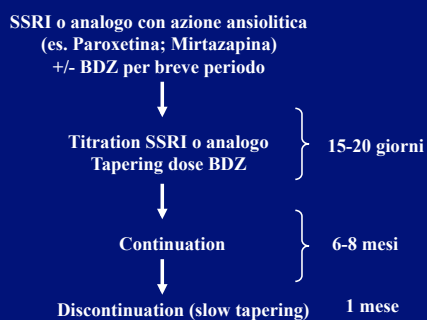 SSRI o analogo con azione ansiolitica
(es. Paroxetina; Mirtazapina)
+/- BDZ per breve periodo
Titration SSRI o analogo
Tapering dose BDZ
15-20 giorni
Continuation
6-8 mesi
Discontinuation (slow tapering)
1 mese